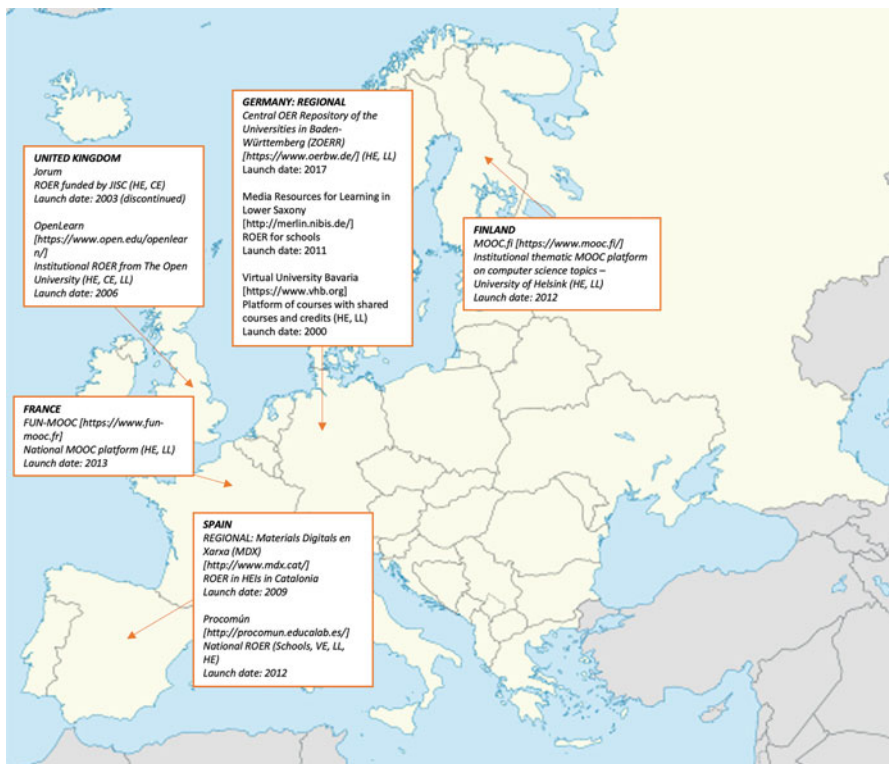 UNITED KINGDOM
Jorum
ROER funded by JISC (HE, CE)
Launch date: 2003 (discontinued)
OpenLearn
[https://www.open.edu/openlear
n/]
Institutional ROER from The Open
University (HE, CE, LL)
Launch date: 2006
GERMANY: REGIONAL
Central OER Repository of the
Universities in Baden-
Württemberg (ZOERR)
[https://www.oerbw.de/] (HE, LL)
Launch date: 2017
Media Resources for Learning in
Lower Saxony
[http://merlin.nibis.de/]
ROER for schools
Launch date: 2011
Virtual University Bavaria
[https://www.vhb.org]
Platform of courses with shared
courses and credits (HE, LL)
Launch date: 2000
FINLAND
MOOC.fi [https://www.mooc.fi/]
Institutional thematic MOOC platform
on computer science topics –
University of Helsink (HE, LL)
Launch date: 2012
FRANCE
FUN-MOOC [https://www.fun-
mooc.fr]
National MOOC platform (HE, LL)
Launch date: 2013
SPAIN
REGIONAL: Materials Digitals en
Xarxa (MDX)
[http://www.mdx.cat/]
ROER in HEIs in Catalonia
Launch date: 2009
Procomún
[http://procomun.educalab.es/]
National ROER (Schools, VE, LL,
HE)
Launch date: 2012